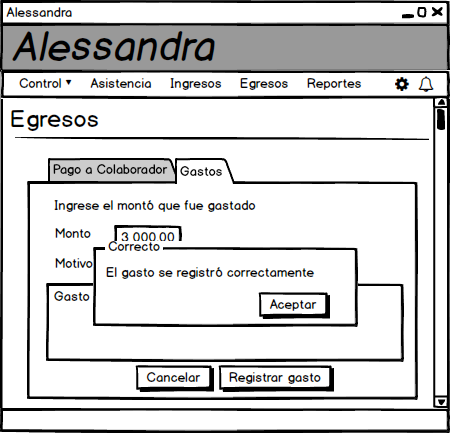 Alessandra
Alessandra
Control Asistencia Ingresos Egresos Reportes
Egresos
Pago a Colaborador Gastos
Ingrese el montó que fue gastado
Monto 3 000.00
Correcto
Motivo
El gasto se registró correctamente
Gasto
Aceptar
Cancelar Registrar gasto